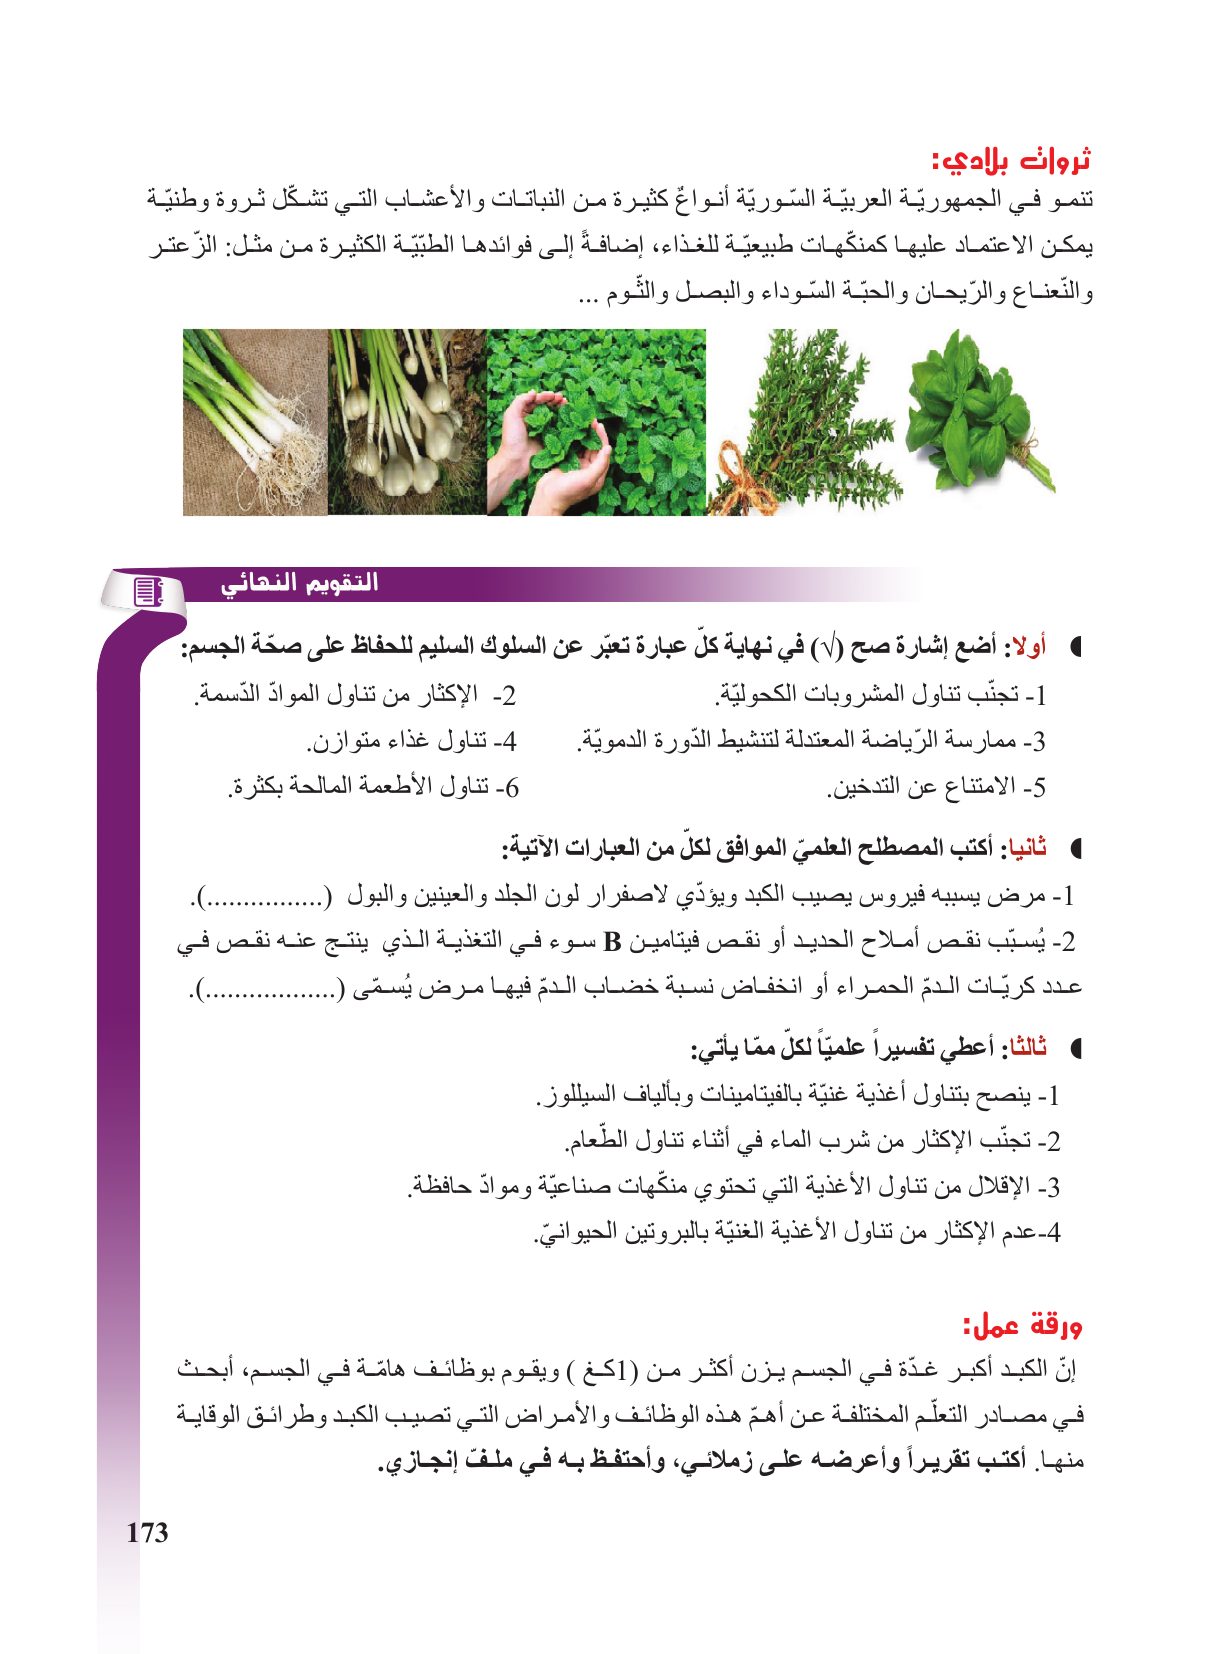 ثروات بلادي:
تنمو في الجمهوريّة العربيّة السّوريّة أنواعٌ كثيرة من النباتات والأعشاب التي تشكّل ثروة وطنيّة
يمكن الاعتماد عليها كمنكّهات طبيعيّة للغذاء، إضافةً إلى فوائدها الطبّيّة الكثيرة من مثل: الزّعتر
والنّعناع والرّيحان والحبّة السّوداء والبصل والثّوم ...
التقويم النهائي
أولا: أضع إشارة صح (√) في نهاية كلّ عبارة تعبّر عن السلوك السليم للحفاظ على صحّة الجسم:
1- تجنّب تناول المشروبات الكحوليّة. 2- الإكثار من تناول الموادّ الدّسمة.
3- ممارسة الرّياضة المعتدلة لتنشيط الدّورة الدمويّة. 4- تناول غذاء متوازن.
5- الامتناع عن التدخين. 6- تناول الأطعمة المالحة بكثرة.
ثانيا: أكتب المصطلح العلميّ الموافق لكلّ من العبارات الآتية:
1- مرض يسببه فيروس يصيب الكبد ويؤدّي لاصفرار لون الجلد والعينين والبول (................).
2- يُسبّب نقص أملاح الحديد أو نقص فيتامين B سوء في التغذية الذي ينتج عنه نقص في
عدد كريّات الدمّ الحمراء أو انخفاض نسبة خضاب الدمّ فيها مرض يُسمّى (..................).
ثالثا: أعطي تفسيراً علميّاً لكلّ ممّا يأتي:
1- ينصح بتناول أغذية غنيّة بالفيتامينات وبألياف السيللوز.
2- تجنّب الإكثار من شرب الماء في أثناء تناول الطّعام.
3- الإقلال من تناول الأغذية التي تحتوي منكّهات صناعيّة وموادّ حافظة.
4-عدم الإكثار من تناول الأغذية الغنيّة بالبروتين الحيوانيّ.
ورقة عمل:
إنّ الكبد أكبر غدّة في الجسم يزن أكثر من (1كغ ) ويقوم بوظائف هامّة في الجسم، أبحث
في مصادر التعلّم المختلفة عن أهمّ هذه الوظائف والأمراض التي تصيب الكبد وطرائق الوقاية
منها. أكتب تقريراً وأعرضه على زملائي، وأحتفظ به في ملفّ إنجازي.
173